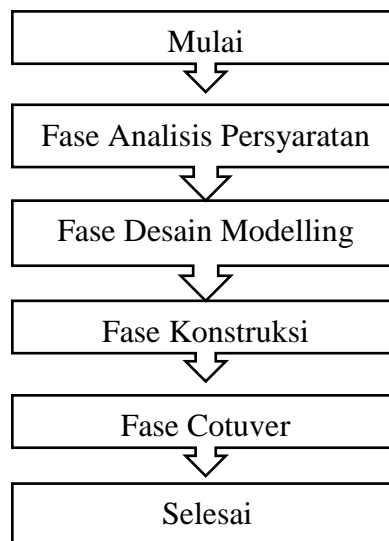 Mulai
Fase Analisis Persyaratan
Fase Desain Modelling
Fase Konstruksi
Fase Cotuver
Selesai